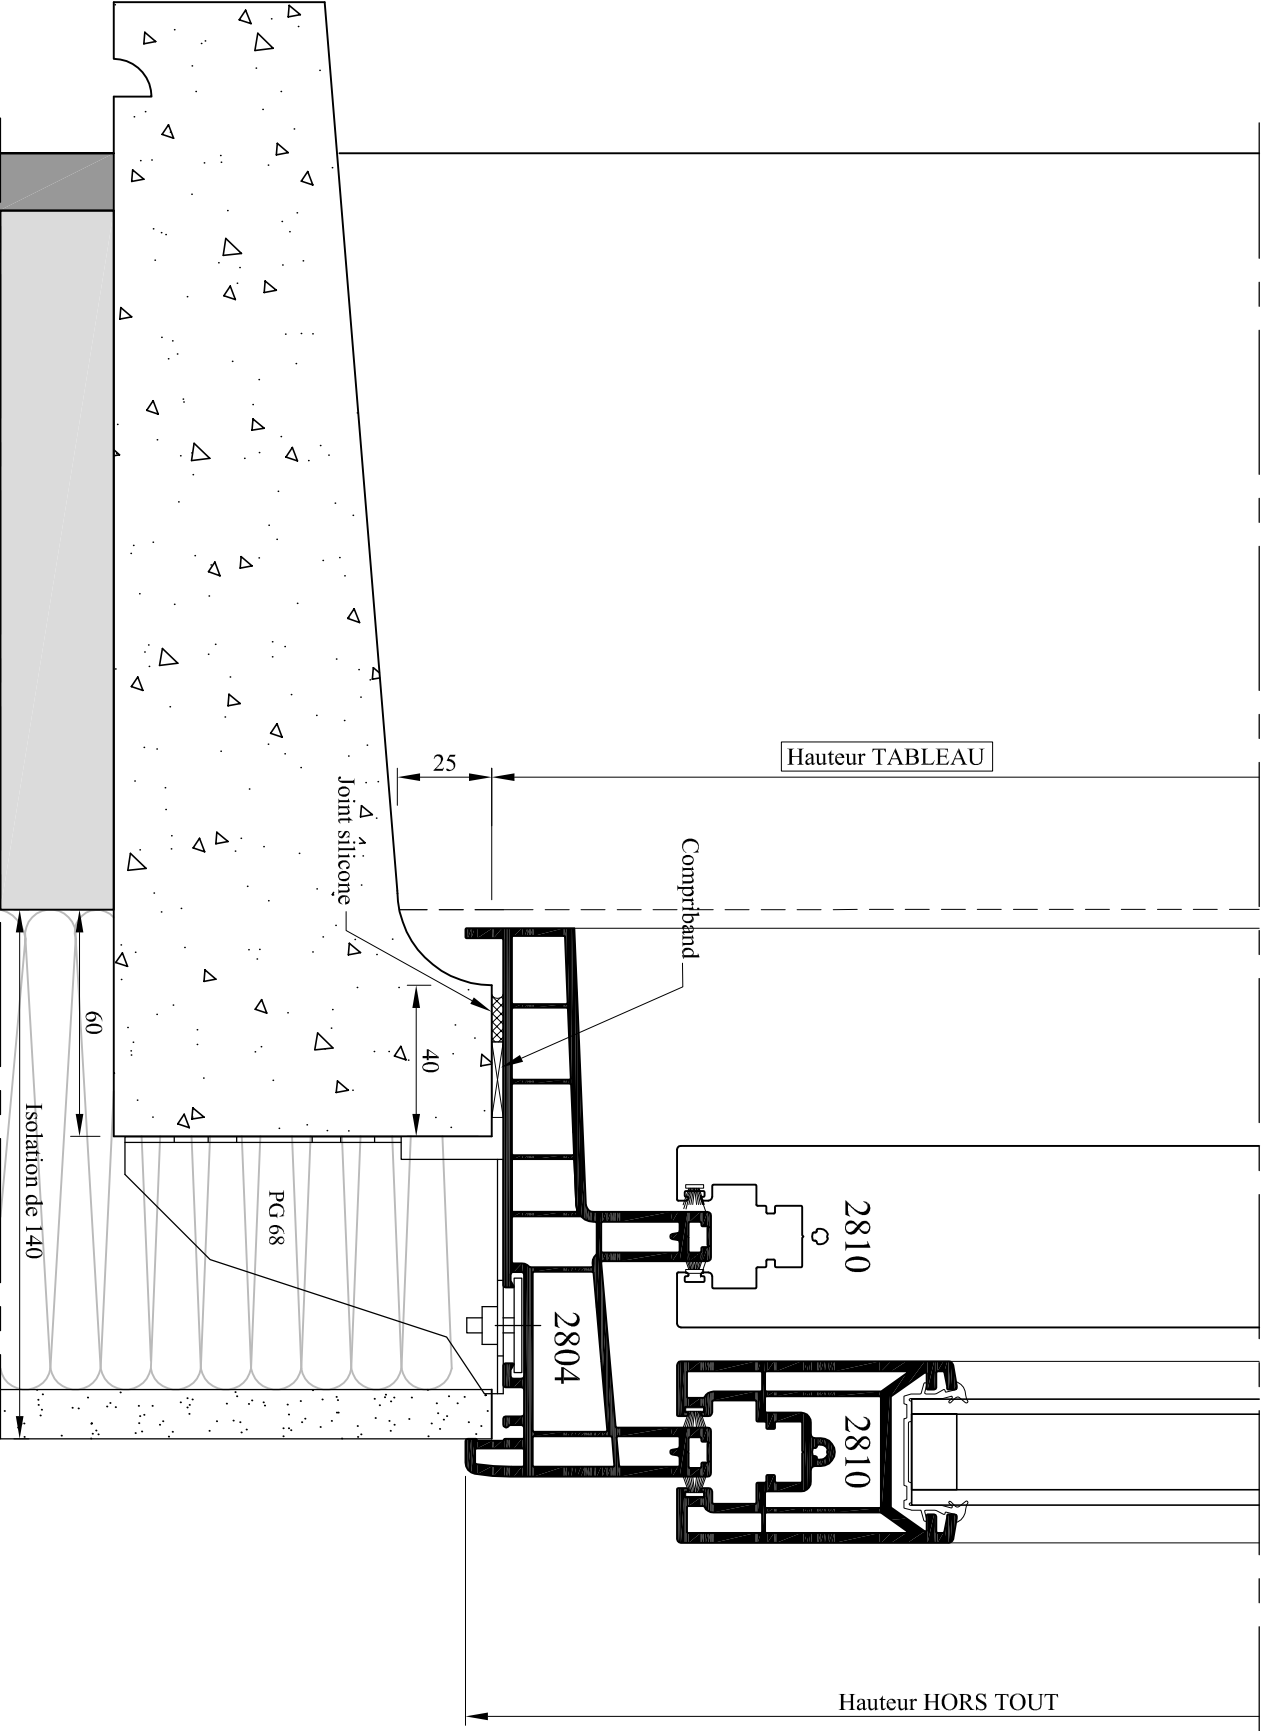 Hauteur TABLEAU
25
Joint silicone
Compriband
60
40
Isolation de 140
PG 68
2810
2804
2810
Hauteur HORS TOUT